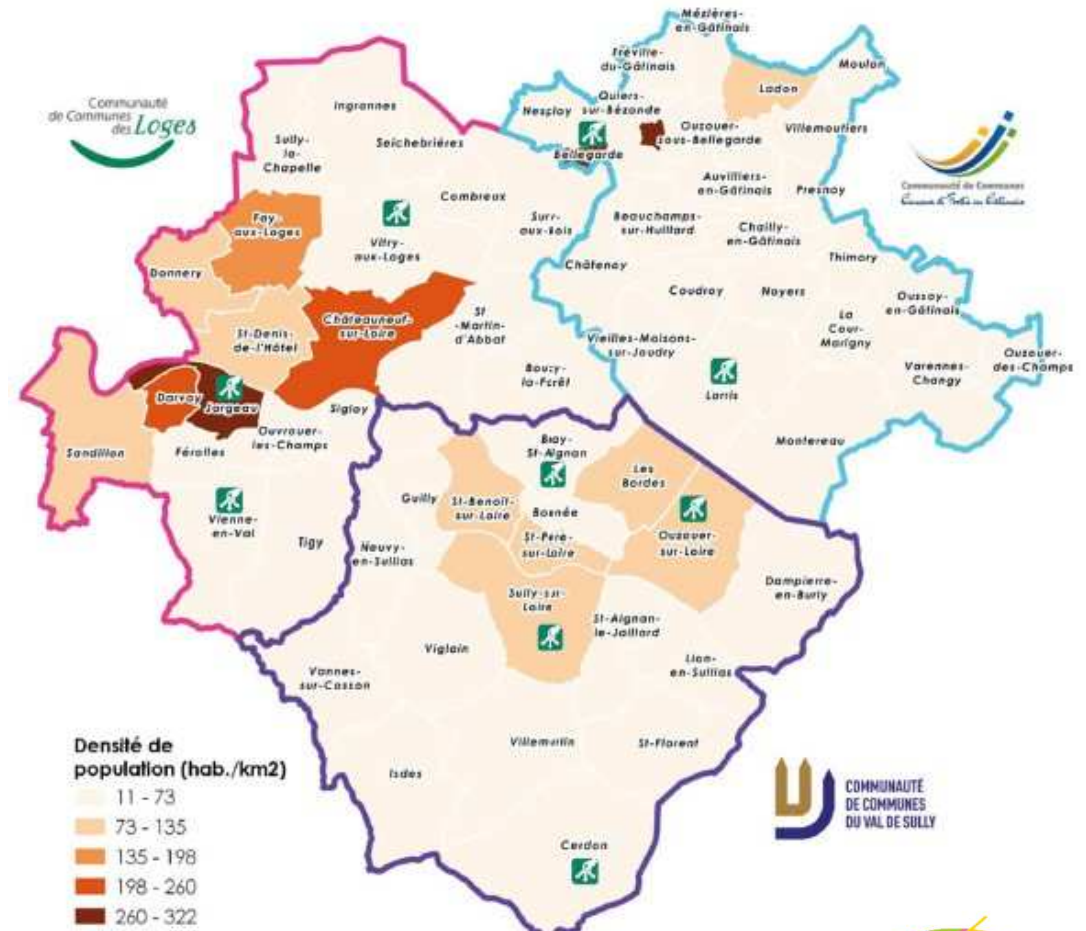 Mézières-
en-Gâtinais
Fréville-
du-Gâtinais
Moulon
Ladon
Communauté
de Communes
des Loges
Ingrannes
Nesploy
Quiers-
sur-Bézonde
Ouzouer-
sous-Bellegarde
Villemoutiers
Sully-
la-
Chapelle
Seichebrières
Bellegarde
Auvilliers-
en-Gâtinais
Presnoy
Communauté de Communes
Combreux
Fay-
aux-Loges
Vitry-
aux-Loges
Sury-
aux-Bois
Beauchamps-
sur-Huillard
Chailly-
en-Gâtinais
Thimory
Donnery
Châtenoy
Coudroy
Noyers
Oussoy-
en-Gâtinais
St-Denis-
de-l'Hôtel
Châteauneuf-
sur-Loire
St
-Martin-
d'Abbat
La
Cour-
Marigny
Vieilles-Maisons-
sur-Joudry
Varennes-
Changy
Ouzouer-
des-Champs
Bouzy-
la-Forêt
Lorris
Darvoy
Jargeau
Sigloy
Ouvrouer-
les-Champs
Sandillon
Férolles
Montereau
Bray-
St-Aignan
Les
Bordes
Guilly
St-Benoît-
sur-Loire
Bonnée
Vienne-
en-Val
Tigy
Neuvy-
en-Sullias
St-Père-
sur-Loire
Ouzouer-
sur-Loire
Sully-sur-
Loire
Dampierre-
en-Burly
St-Aignan-
le-Jaillard
Viglain
Lion-
en-Sullias
Vannes-
sur-Cosson
Villemurlin
St-Florent
Isdes
Cerdon
Densité de
population (hab./km2)
11 - 73
73 - 135
135 - 198
198 - 260
260 - 322
COMMUNAUTÉ
DE COMMUNES
DU VAL DE SULLY